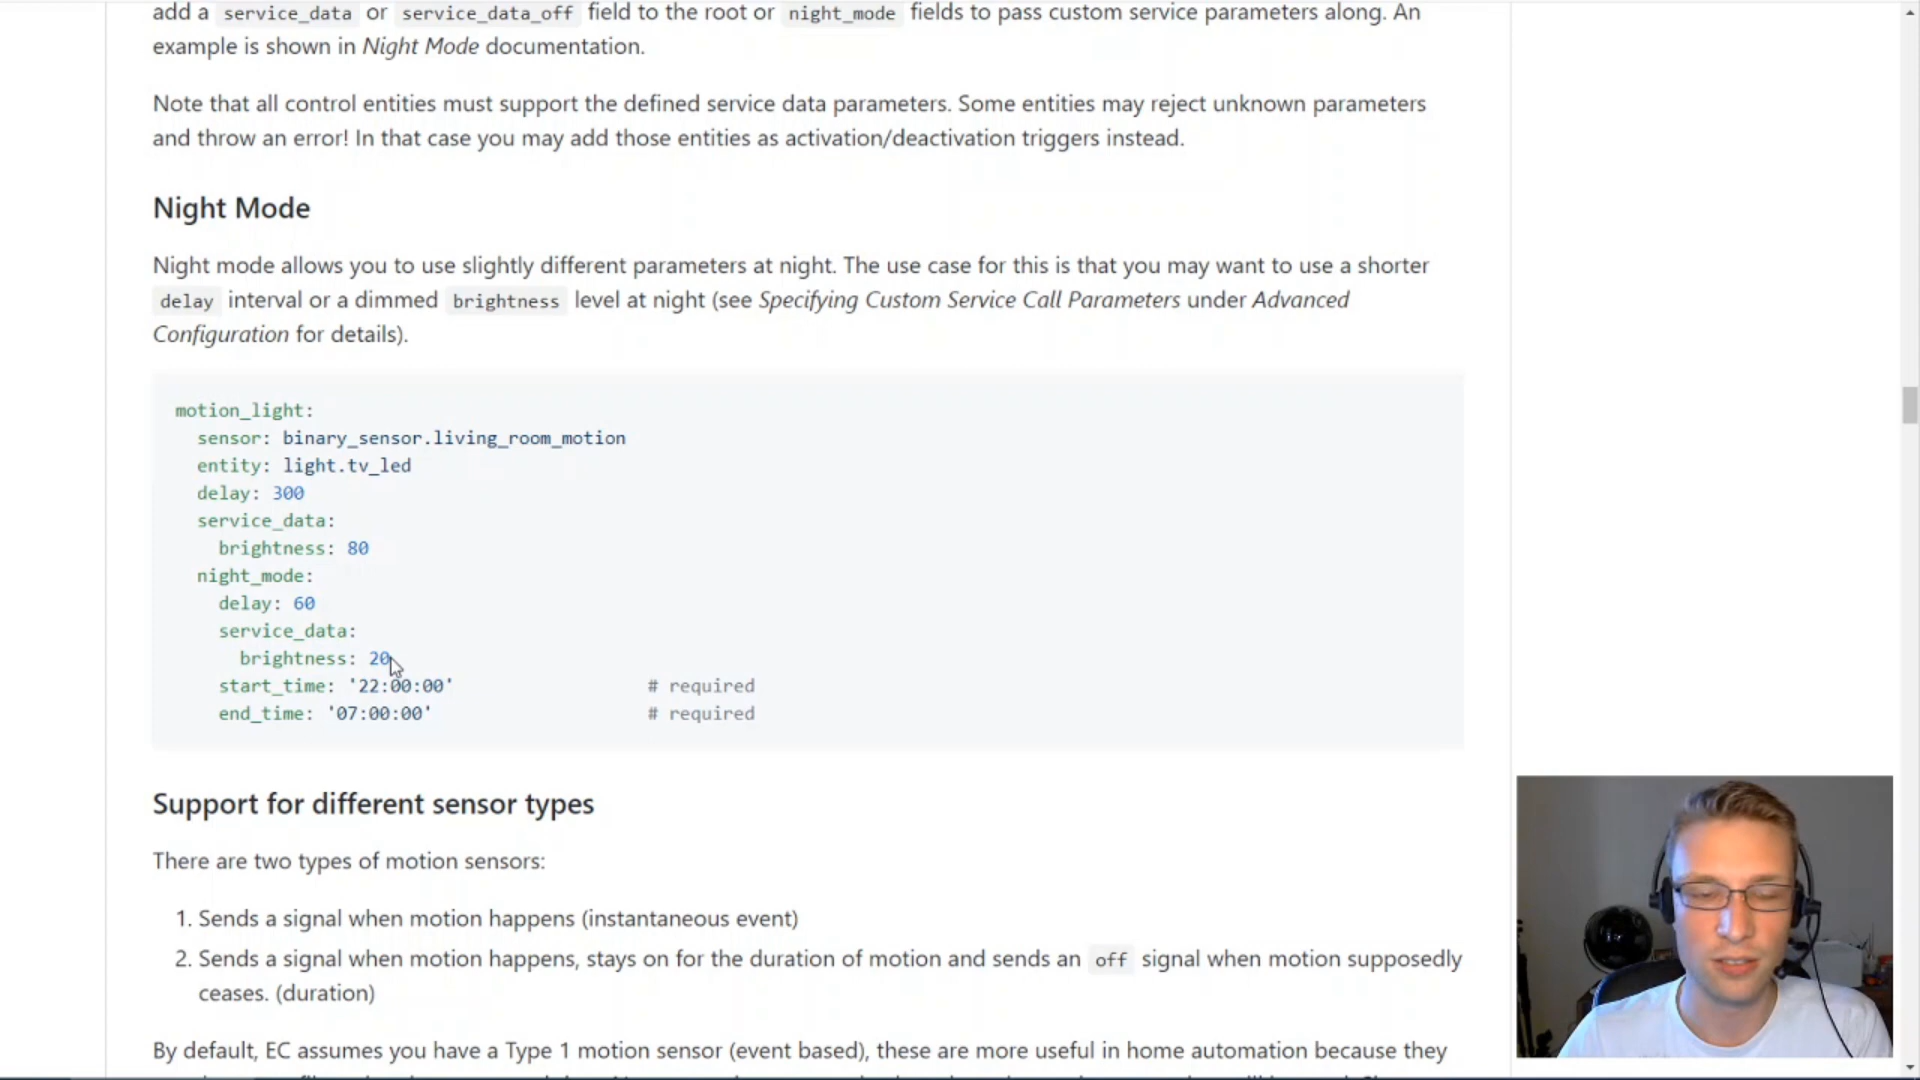 add a service_data or service_data_off field to the root or night_mode fields to pass custom service parameters along. An
example is shown in Night Mode documentation.
Note that all control entities must support the defined service data parameters. Some entities may reject unknown parameters
and throw an error! In that case you may add those entities as activation/deactivation triggers instead.
Night Mode
Night mode allows you to use slightly different parameters at night. The use case for this is that you may want to use a shorter
delay interval or a dimmed brightness level at night (see Specifying Custom Service Call Parameters under Advanced
Configuration for details).
motion_light:
sensor: binary_sensor.living_room_motion
entity: light.tv_led
delay: 300
service_data:
brightness: 80
night_mode:
delay: 60
service_data:
brightness: 20
start_time: '22:00:00' # required
end_time: '07:00:00' # required
Support for different sensor types
There are two types of motion sensors:
1. Sends a signal when motion happens (instantaneous event)
2. Sends a signal when motion happens, stays on for the duration of motion and sends an off signal when motion supposedly
ceases. (duration)
By default, EC assumes you have a Type 1 motion sensor (event based), these are more useful in home automation because they